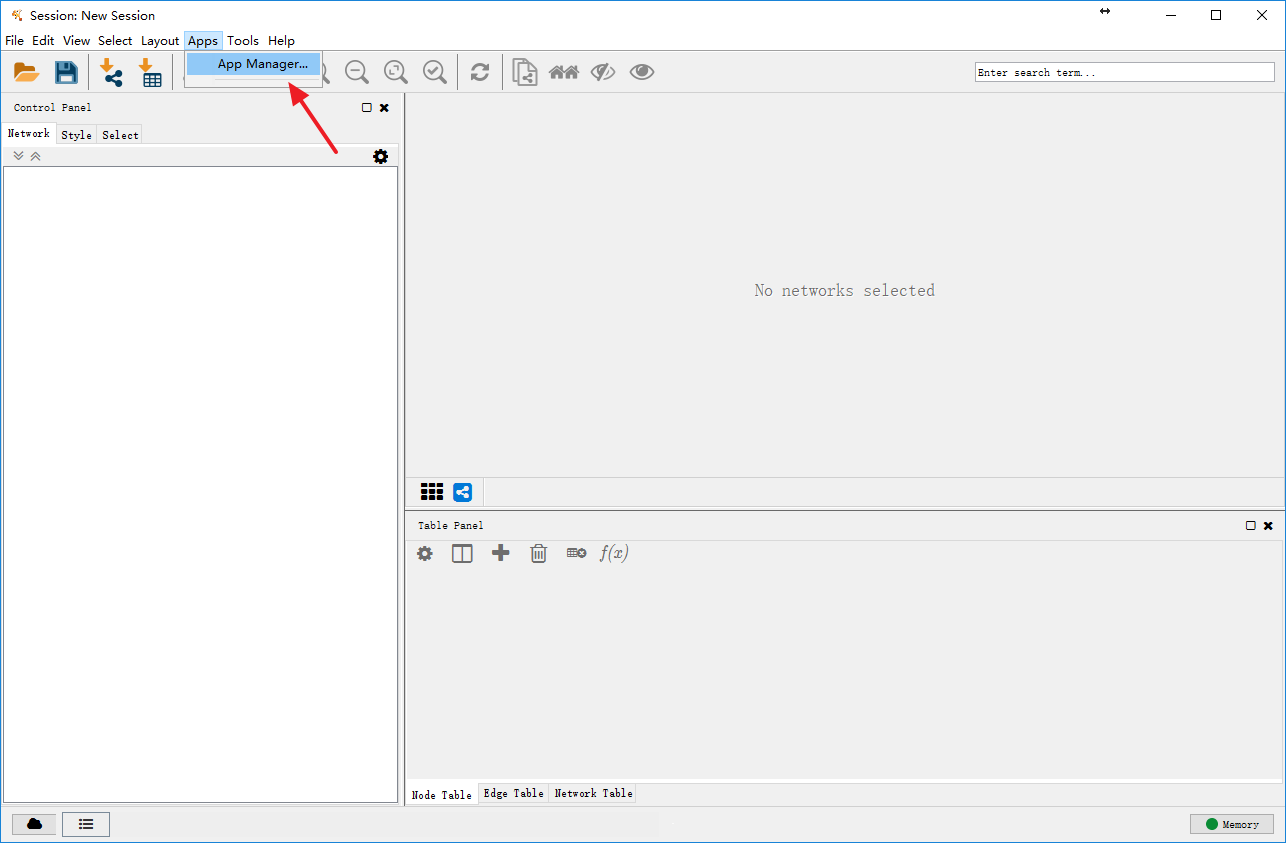 Session: New Session
File Edit View Select Layout Apps Tools Help
App Manager...
Enter search term...
Control Panel
Network Style Select
No networks selected
Table Panel
f(x)
Node Table Edge Table Network Table
Memory